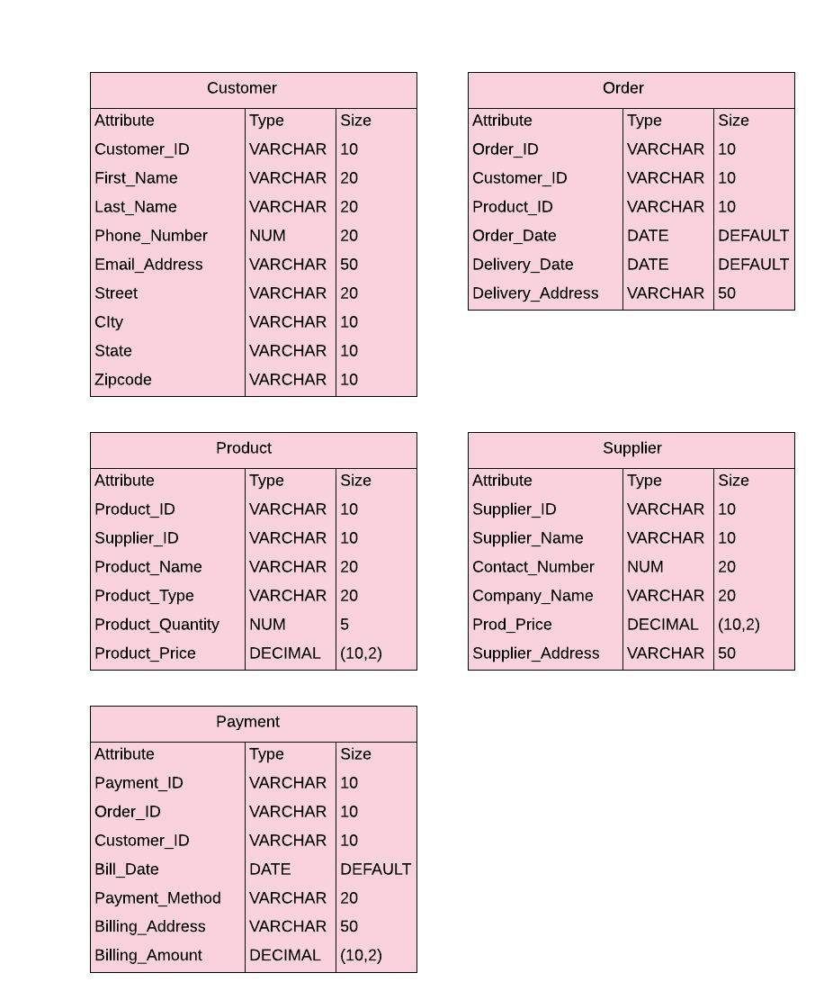 Customer
Attribute Type Size
Customer_ID VARCHAR 10
First_Name VARCHAR 20
Last_Name VARCHAR 20
Phone_Number NUM 20
Email_Address VARCHAR 50
Street VARCHAR 20
CIty VARCHAR 10
State VARCHAR 10
Zipcode VARCHAR 10
Order
Attribute Type Size
Order_ID VARCHAR 10
Customer_ID VARCHAR 10
Product_ID VARCHAR 10
Order_Date DATE DEFAULT
Delivery_Date DATE DEFAULT
Delivery_Address VARCHAR 50
Product
Attribute Type Size
Product_ID VARCHAR 10
Supplier_ID VARCHAR 10
Product_Name VARCHAR 20
Product_Type VARCHAR 20
Product_Quantity NUM 5
Product_Price DECIMAL (10,2)
Supplier
Attribute Type Size
Supplier_ID VARCHAR 10
Supplier_Name VARCHAR 10
Contact_Number NUM 20
Company_Name VARCHAR 20
Prod_Price DECIMAL (10,2)
Supplier_Address VARCHAR 50
Payment
Attribute Type Size
Payment_ID VARCHAR 10
Order_ID VARCHAR 10
Customer_ID VARCHAR 10
Bill_Date DATE DEFAULT
Payment_Method VARCHAR 20
Billing_Address VARCHAR 50
Billing_Amount DECIMAL (10,2)